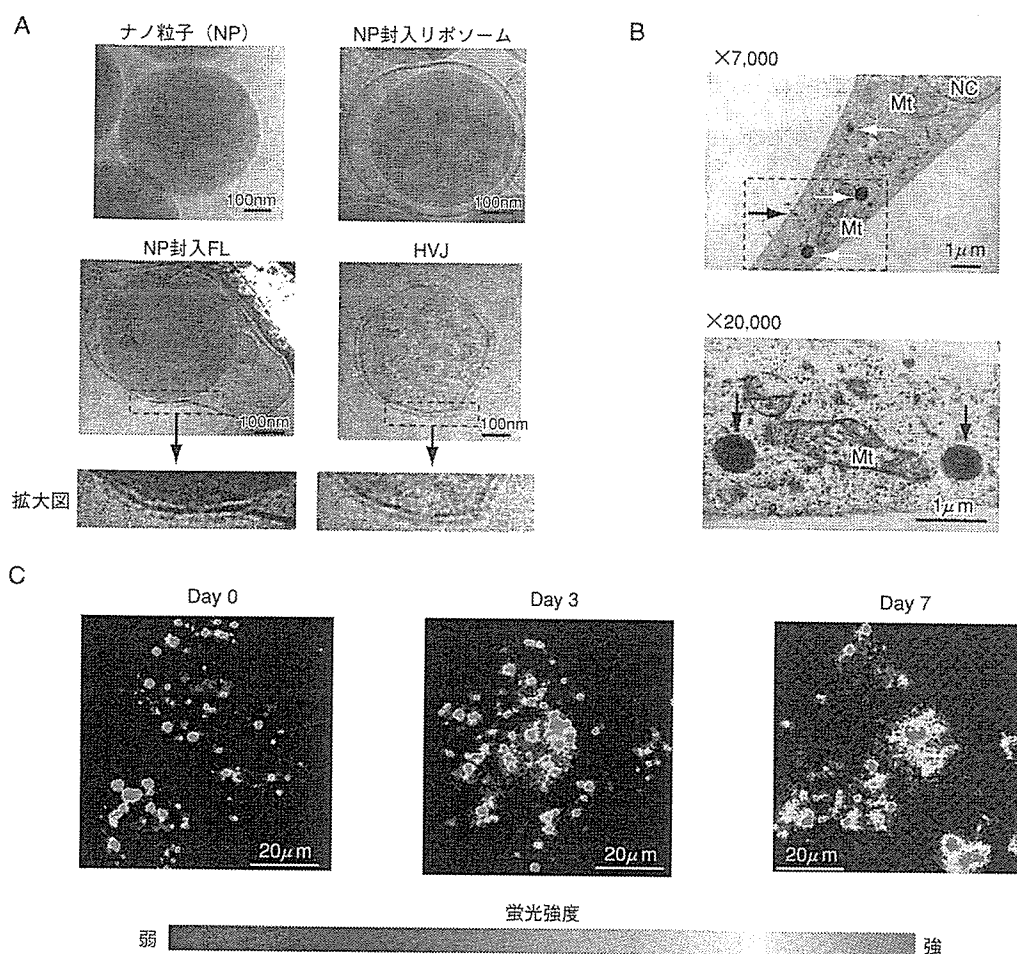 A
ナノ粒子（NP）
NP封入リポソーム
100nm
100nm
NP封入FL
HVJ
100nm
100nm
拡大図
B
×7,000
NC
Mt
Mt
1μm
×20,000
Mt
1μm
C
Day 0
Day 3
Day 7
20μm
20μm
20μm
蛍光強度
弱
強